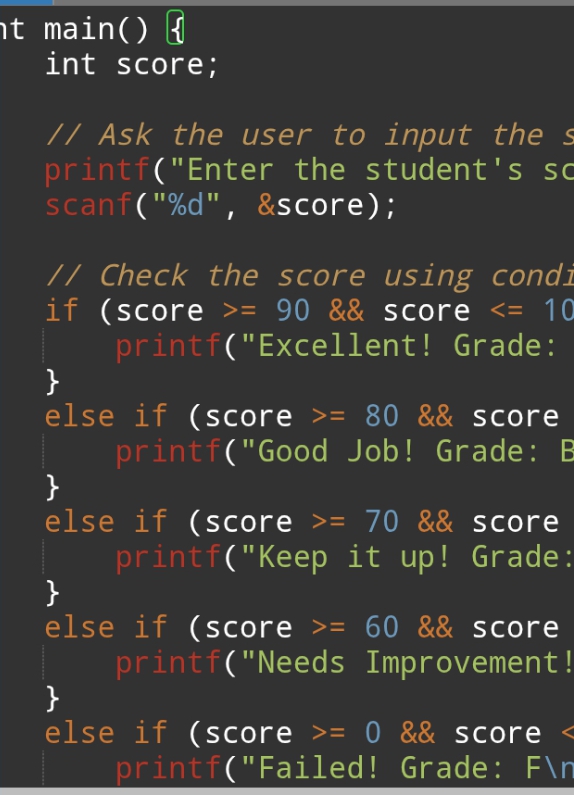 nt main() {
int score;
// Ask the user to input the s
printf("Enter the student's sc
scanf("%d", &score);
// Check the score using condi
if (score >= 90 && score <= 10
printf("Excellent! Grade:
}
else if (score >= 80 && score
printf("Good Job! Grade: B
}
else if (score >= 70 && score
printf("Keep it up! Grade:
}
else if (score >= 60 && score
printf("Needs Improvement!
}
else if (score >= 0 && score <
printf("Failed! Grade: F\n